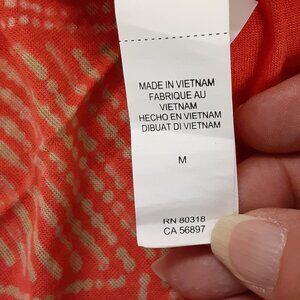 MADE IN VIETNAM
FABRIQUE AU
VIETNAM
HECHO EN VIETNAM
DIBUAT DI VIETNAM
M
RN 80318
CA 56897